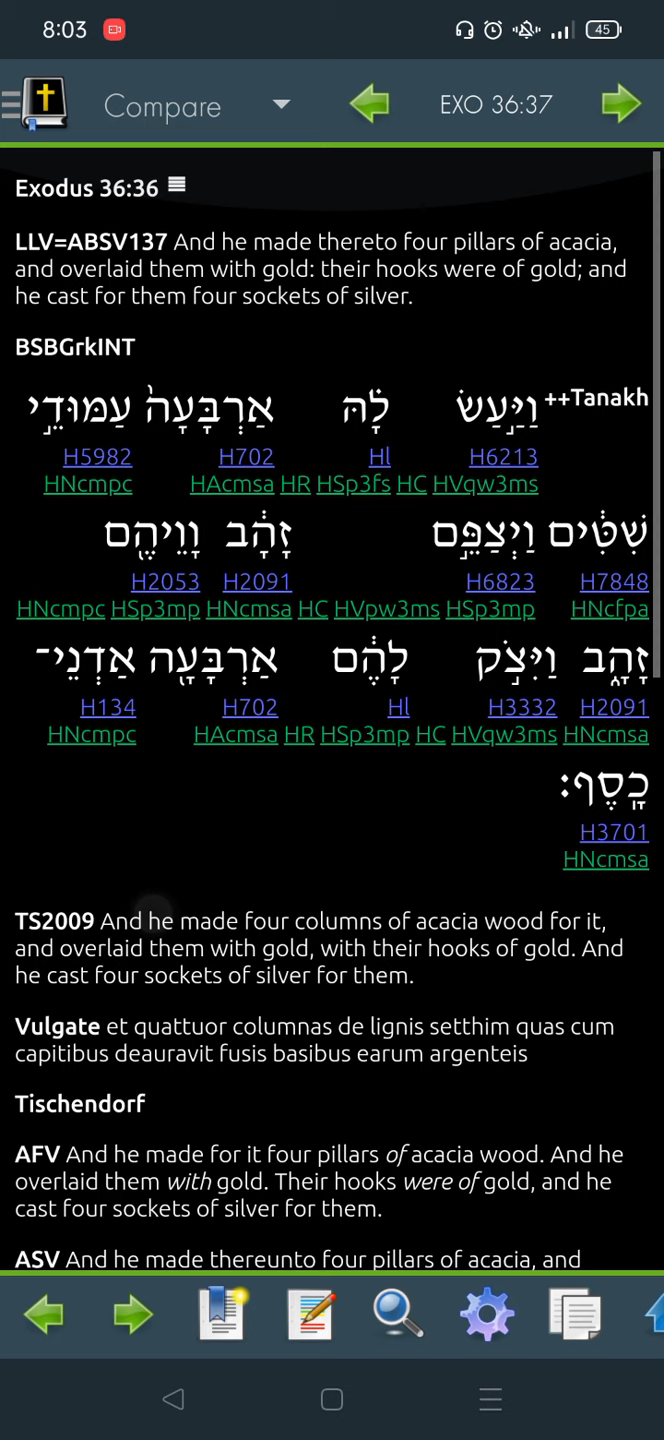 8:03 45
Compare EXO 36:37
Exodus 36:36
LLV=ABSV137 And he made thereto four pillars of acacia,
and overlaid them with gold: their hooks were of gold; and
he cast for them four sockets of silver.
BSBGrkINT
++Tanakh וַיַּ֣עַשׂ לָ֗הּ אַרְבָּעָה֙ עַמּוּדֵ֣י
H5982 H702 Hl H6213
HNcmpc HAcmsa HR HSp3fs HC HVqw3ms
שִׁטִּ֔ים וַיְצַפֵּ֣ם זָהָ֔ב וָוֵיהֶ֖ם
H2053 H2091 H6823 H7848
HNcmpc HSp3mp HNcmsa HC HVpw3ms HSp3mp HNcfpa
זָהָ֑ב וַיִּצֹ֣ק לָהֶ֔ם אַרְבָּעָ֖ה אַדְנֵי־
H134 H702 Hl H3332 H2091
HNcmpc HAcmsa HR HSp3mp HC HVqw3ms HNcmsa
כָֽסֶף׃
H3701
HNcmsa
TS2009 And he made four columns of acacia wood for it,
and overlaid them with gold, with their hooks of gold. And
he cast four sockets of silver for them.
Vulgate et quattuor columnas de lignis setthim quas cum
capitibus deauravit fusis basibus earum argenteis
Tischendorf
AFV And he made for it four pillars of acacia wood. And he
overlaid them with gold. Their hooks were of gold, and he
cast four sockets of silver for them.
ASV And he made thereunto four pillars of acacia, and